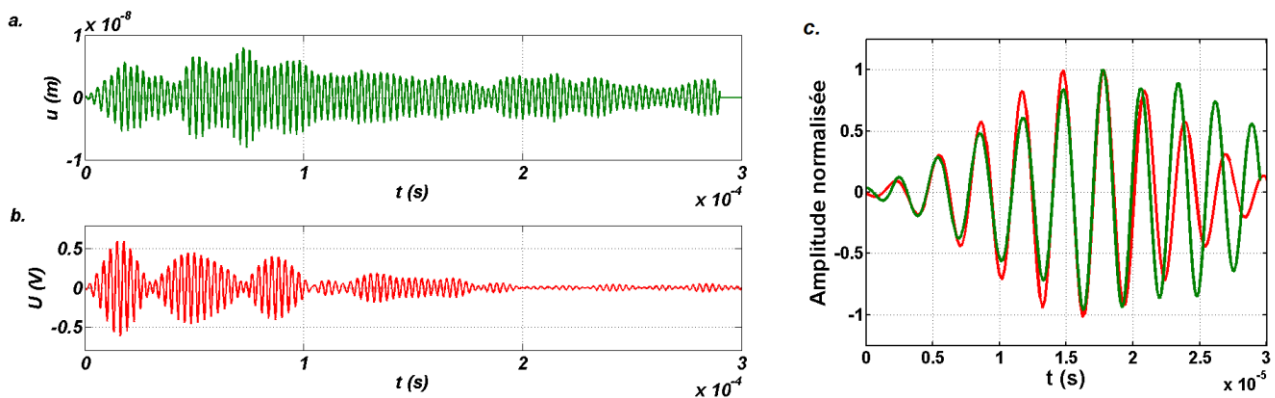 a.
x 10⁻⁸
1
0
-1
u (m)
0 1 2 3
t (s)
x 10⁻⁴
b.
0.5
0
-0.5
U (V)
0 1 2 3
t (s)
x 10⁻⁴
c.
1
0.5
0
-0.5
-1
Amplitude normalisée
0 0.5 1 1.5 2 2.5 3
t (s)
x 10⁻⁵